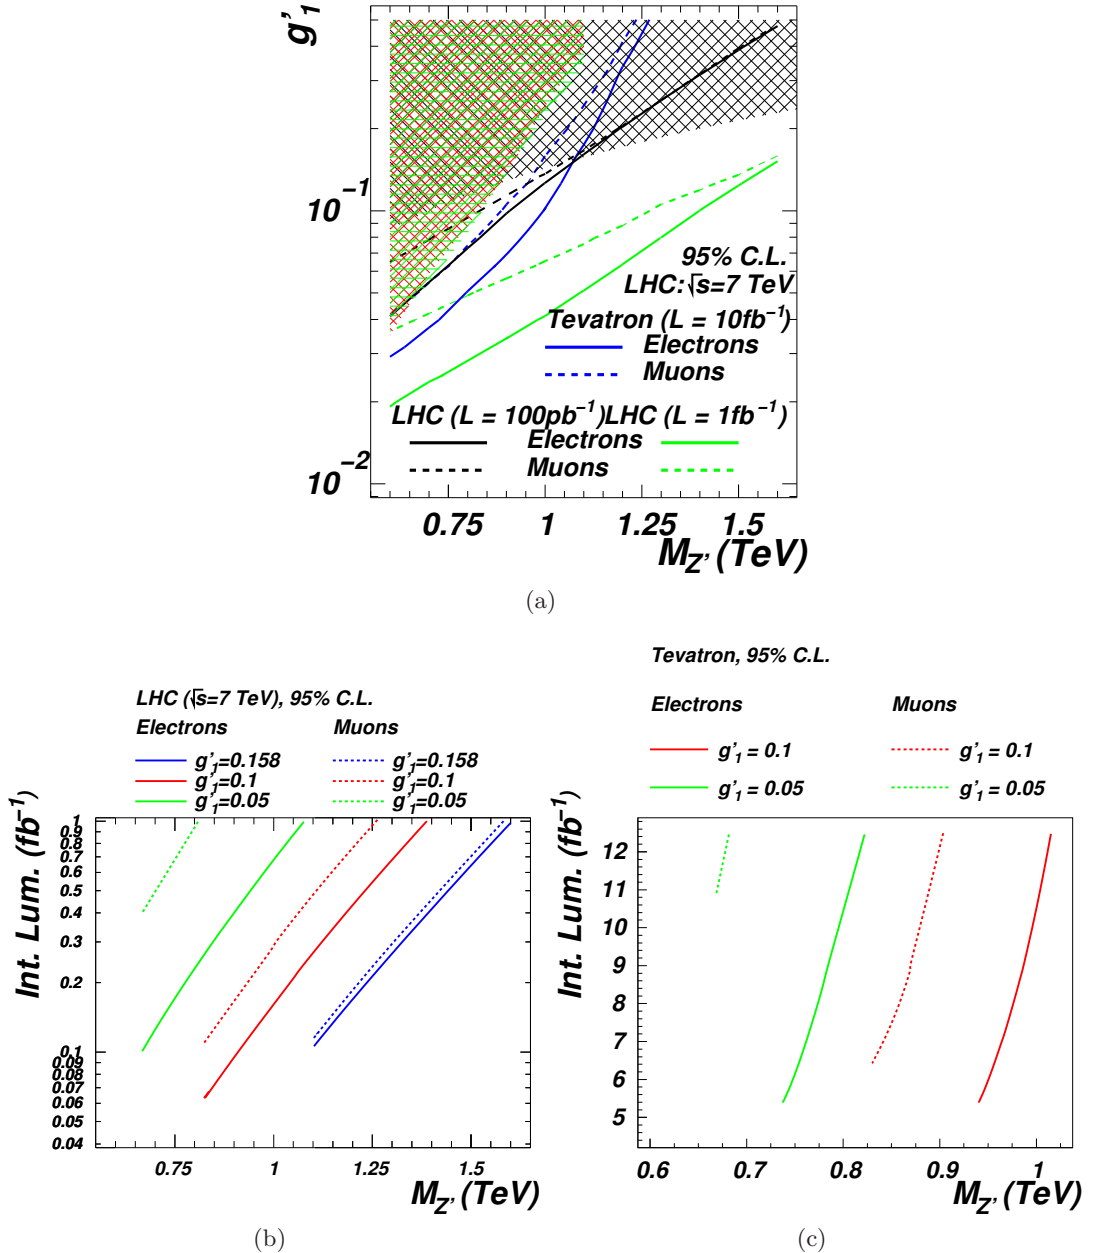 g'1
10⁻¹
10⁻²
95% C.L.
LHC: √s=7 TeV
Tevatron (L = 10fb⁻¹)
Electrons
Muons
LHC (L = 100pb⁻¹)LHC (L = 1fb⁻¹)
Electrons
Muons
0.75 1 1.25 1.5
M_Z' (TeV)
(a)
LHC (√s=7 TeV), 95% C.L.
Electrons Muons
g'1=0.158 g'1=0.158
g'1=0.1 g'1=0.1
g'1=0.05 g'1=0.05
Int. Lum. (fb⁻¹)
1
0.9
0.8
0.7
0.6
0.5
0.4
0.3
0.2
0.1
0.09
0.08
0.07
0.06
0.05
0.04
0.75 1 1.25 1.5
M_Z' (TeV)
(b)
Tevatron, 95% C.L.
Electrons Muons
g'1 = 0.1 g'1 = 0.1
g'1 = 0.05 g'1 = 0.05
Int. Lum. (fb⁻¹)
12
11
10
9
8
7
6
5
0.6 0.7 0.8 0.9 1
M_Z' (TeV)
(c)